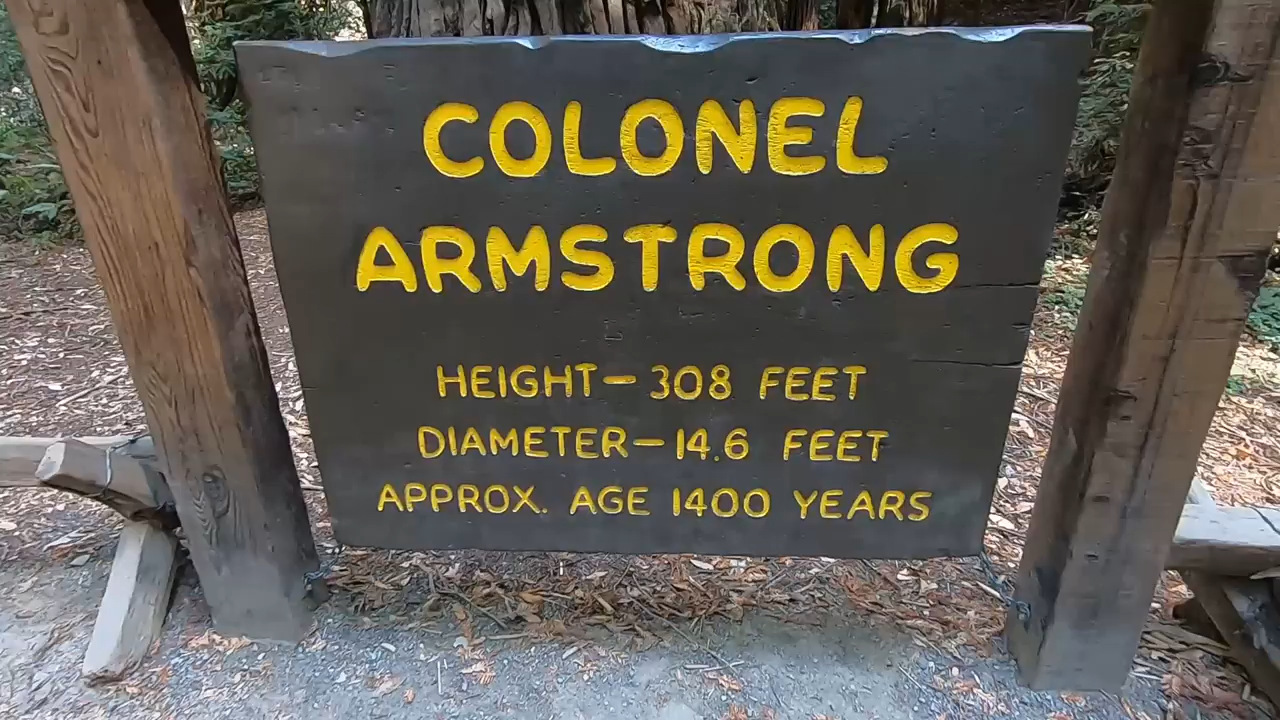 COLONEL
ARMSTRONG
HEIGHT—308 FEET
DIAMETER—14.6 FEET
APPROX. AGE 1400 YEARS